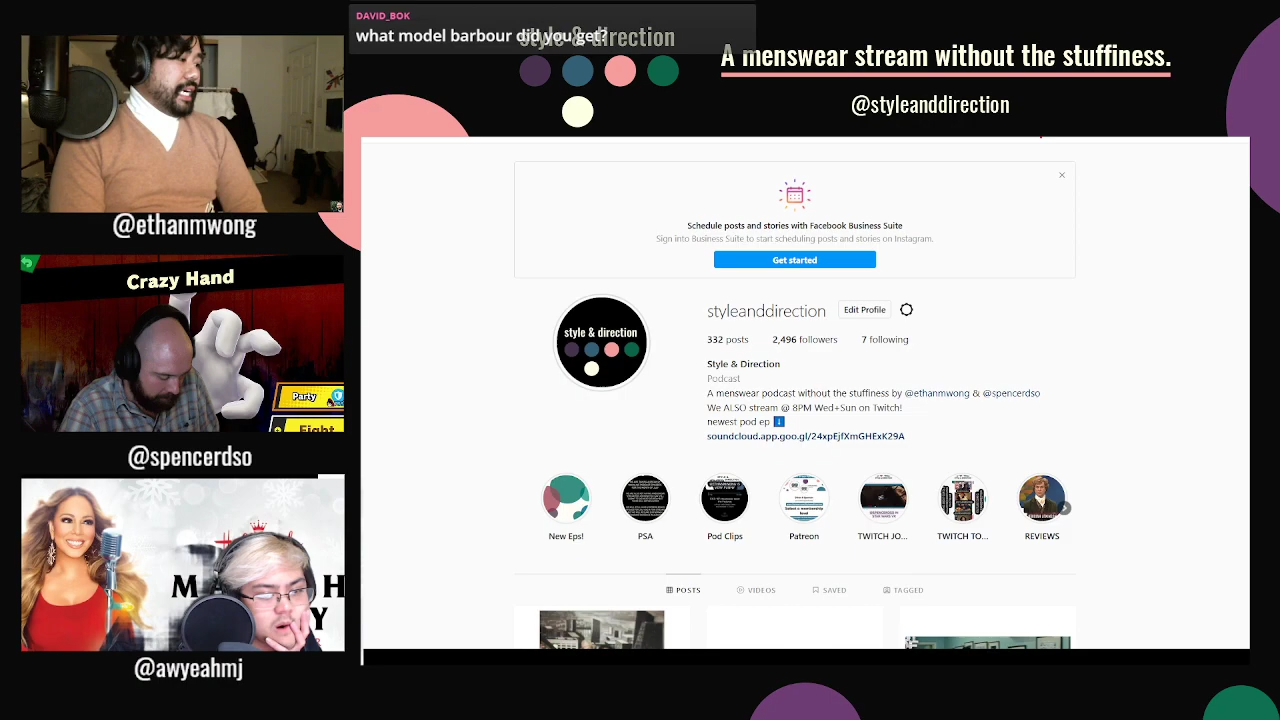 DAVID_BOK
what model barbour did you get?
style & direction
A menswear stream without the stuffiness.
@styleanddirection
@ethanmwong
Crazy Hand
Party
Fight
@spencerdso
M H
Y
@awyeahmj
Schedule posts and stories with Facebook Business Suite
Sign into Business Suite to start scheduling posts and stories on Instagram.
Get started
style & direction
styleanddirection
Edit Profile
332 posts 2,496 followers 7 following
Style & Direction
Podcast
A menswear podcast without the stuffiness by @ethanmwong & @spencerdso
We ALSO stream @ 8PM Wed+Sun on Twitch!
newest pod ep
soundcloud.app.goo.gl/24xpEjfXmGHExK29A
New Eps! PSA Pod Clips Patreon TWITCH JO... TWITCH TO... REVIEWS
POSTS VIDEOS SAVED TAGGED